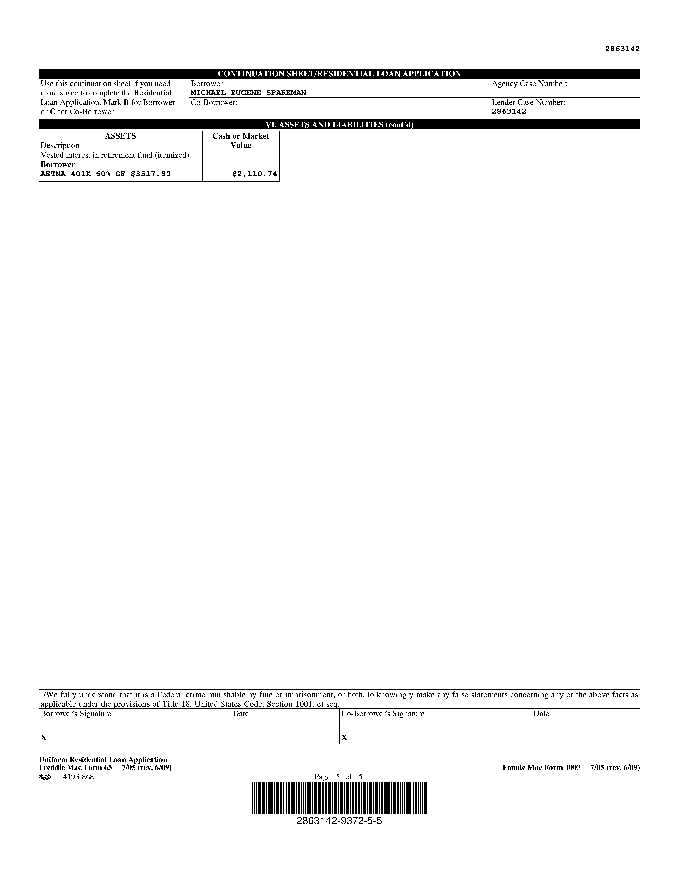 2863142
CONTINUATION SHEET/RESIDENTIAL LOAN APPLICATION
Use this continuation sheet if you need
to complete the Residential
Loan Application. Mark B for Borrower
or C for Co-Borrower
Borrower:
MICHAEL EUGENE
Agency Case Number:
Co-Borrower:
Lender Case Number:
2863142
VI. ASSETS AND LIABILITIES (cont'd)
ASSETS
Cash or Market
Value
Description
Vested interest in retirement fund (itemized)
Borrower
401K 60% OF
$2,110.74
I/We fully understand that it is a Federal crime punishable by fine or imprisonment, or both, to knowingly make any false statements concerning any of the above facts as
applicable under the provisions of Title 18, United States Code, Section 1001, et seq.
Borrower's Signature
Date
Co-Borrower's Signature
Date
X
X
Uniform Residential Loan Application
Freddie Mac Form 65 7/05 (rev. 6/09)
Fannie Mae Form 1003 7/05 (rev. 6/09)
Page 5 of 5
2863142-9372-5-5